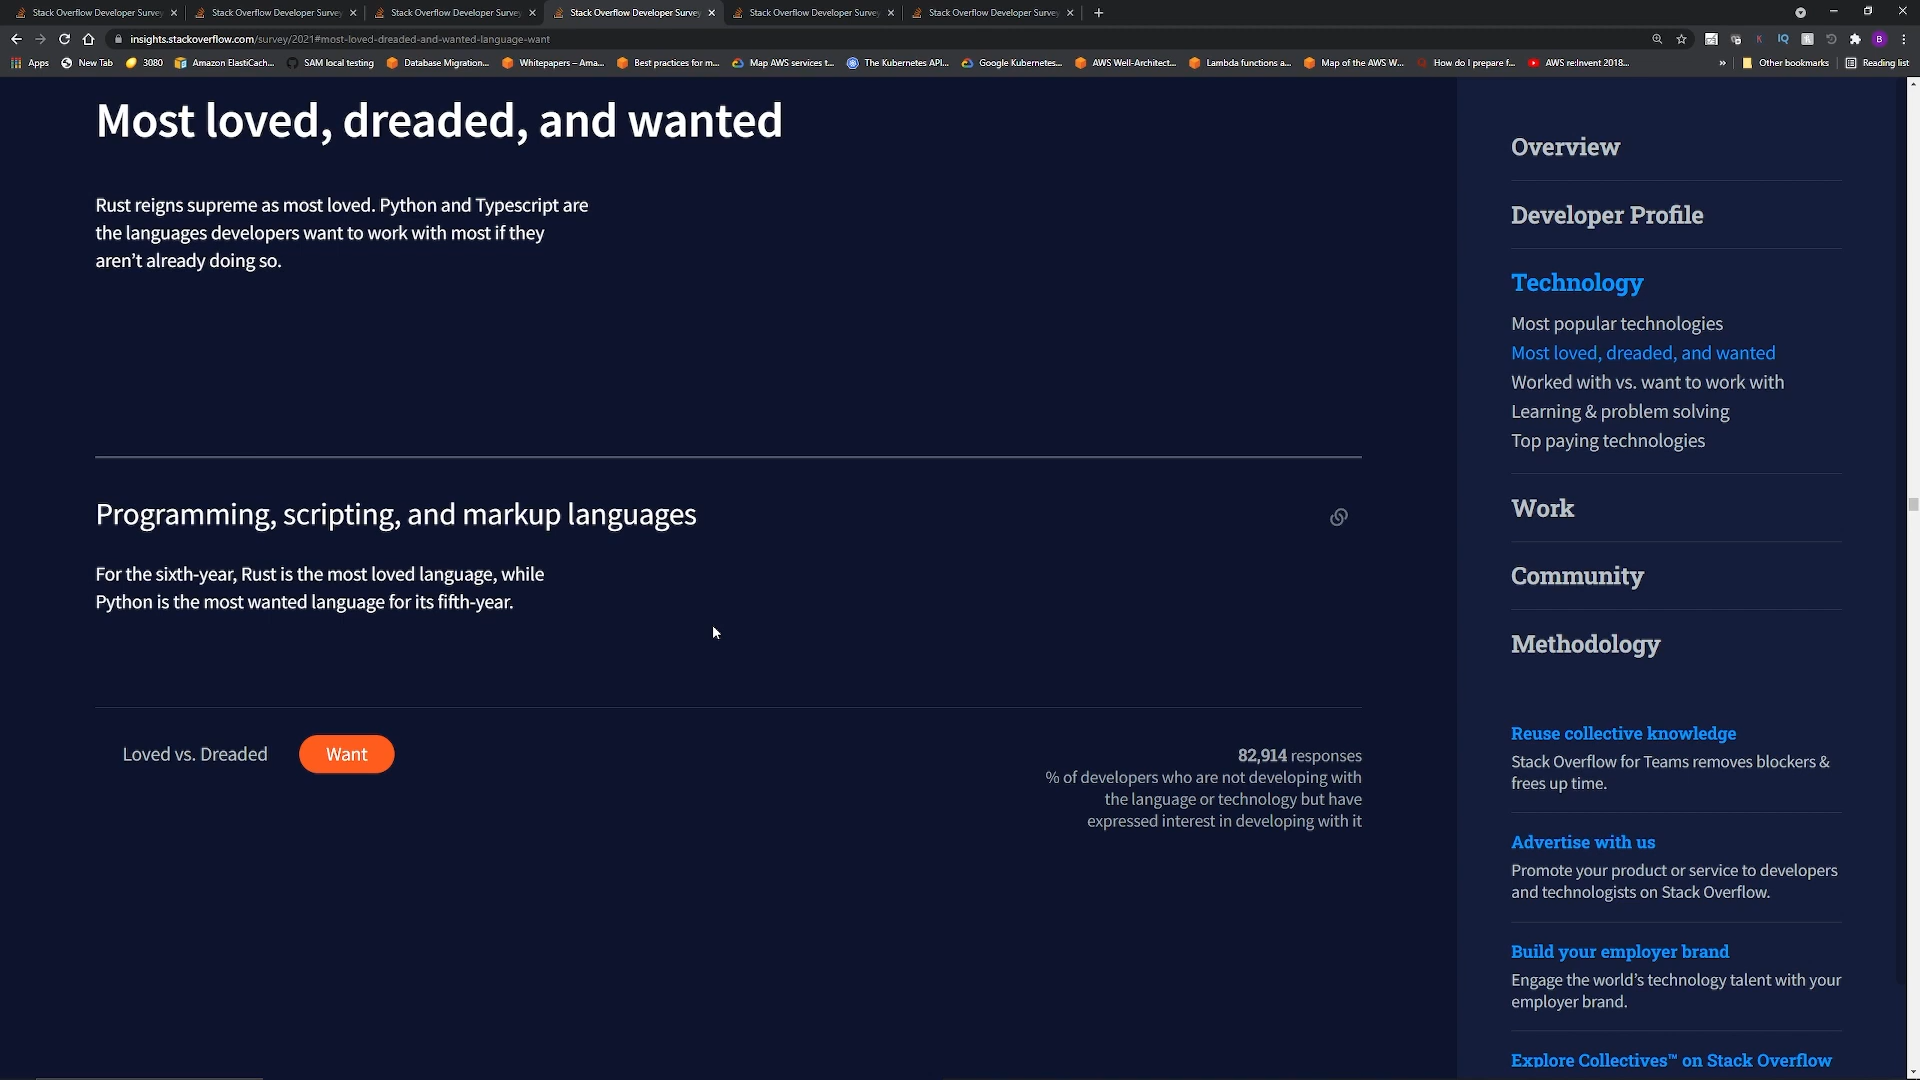 Stack Overflow Developer Survey
Stack Overflow Developer Survey
Stack Overflow Developer Survey
Stack Overflow Developer Survey
Stack Overflow Developer Survey
Stack Overflow Developer Survey
insights.stackoverflow.com/survey/2021#most-loved-dreaded-and-wanted-language-want
IQ
B
Apps
New Tab
3080
Amazon ElastiCach...
SAM local testing
Database Migration...
Whitepapers – Ama...
Best practices for m...
Map AWS services t...
The Kubernetes API...
Google Kubernetes...
AWS Well-Architect...
Lambda functions a...
Map of the AWS W...
How do I prepare f...
AWS re:Invent 2018...
»
Other bookmarks
Reading list
Most loved, dreaded, and wanted
Rust reigns supreme as most loved. Python and Typescript are
the languages developers want to work with most if they
aren’t already doing so.
Programming, scripting, and markup languages
For the sixth-year, Rust is the most loved language, while
Python is the most wanted language for its fifth-year.
Loved vs. Dreaded
Want
82,914 responses
% of developers who are not developing with
the language or technology but have
expressed interest in developing with it
Overview
Developer Profile
Technology
Most popular technologies
Most loved, dreaded, and wanted
Worked with vs. want to work with
Learning & problem solving
Top paying technologies
Work
Community
Methodology
Reuse collective knowledge
Stack Overflow for Teams removes blockers &
frees up time.
Advertise with us
Promote your product or service to developers
and technologists on Stack Overflow.
Build your employer brand
Engage the world’s technology talent with your
employer brand.
Explore Collectives™ on Stack Overflow